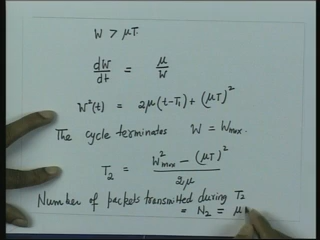 W > μT.
dW/dt = μ/W
W²(t) = 2μ(t-T₁) + (μT)²
The cycle terminates W = Wmax.
T₂ = (W²max - (μT)²)/2μ
Number of packets transmitted during T₂
= N₂ = μ